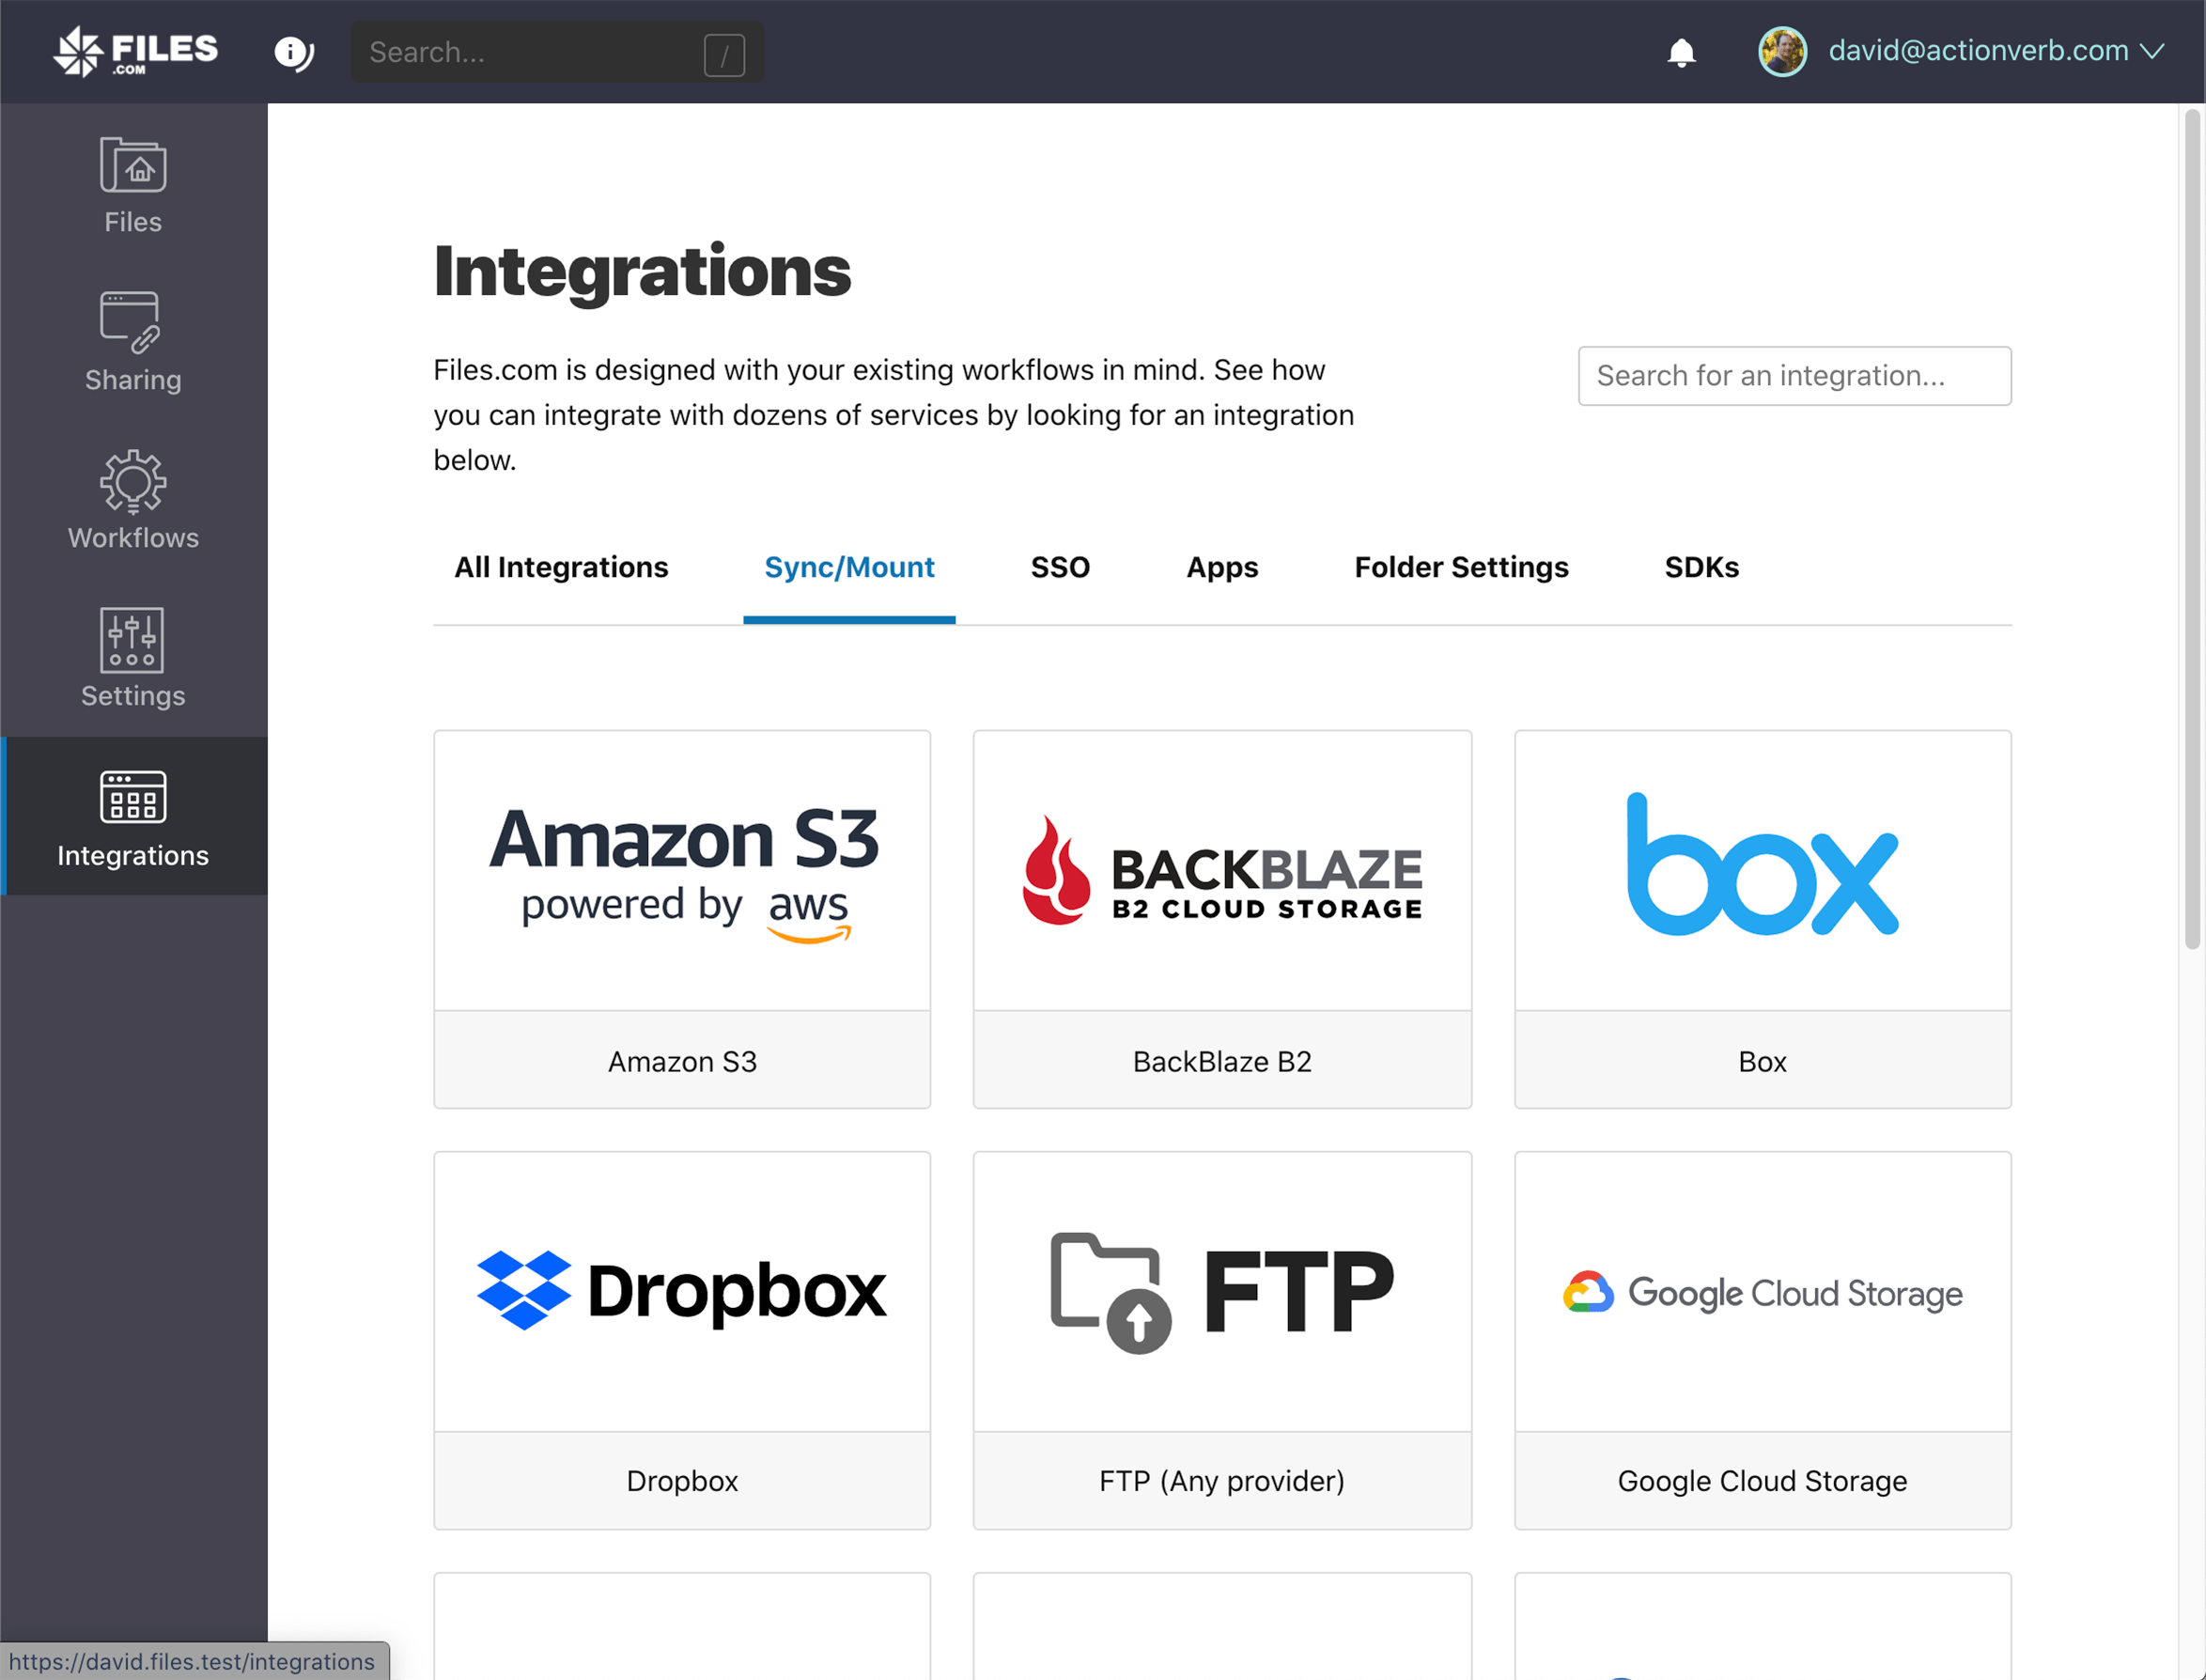 FILES
.COM
Search...
/
david@actionverb.com
Files
Sharing
Workflows
Settings
Integrations
Integrations
Files.com is designed with your existing workflows in mind. See how
you can integrate with dozens of services by looking for an integration
below.
Search for an integration...
All Integrations
Sync/Mount
SSO
Apps
Folder Settings
SDKs
Amazon S3
powered by aws
BACKBLAZE
B2 CLOUD STORAGE
box
Amazon S3
BackBlaze B2
Box
Dropbox
FTP
Google Cloud Storage
Dropbox
FTP (Any provider)
Google Cloud Storage
https://david.files.test/integrations